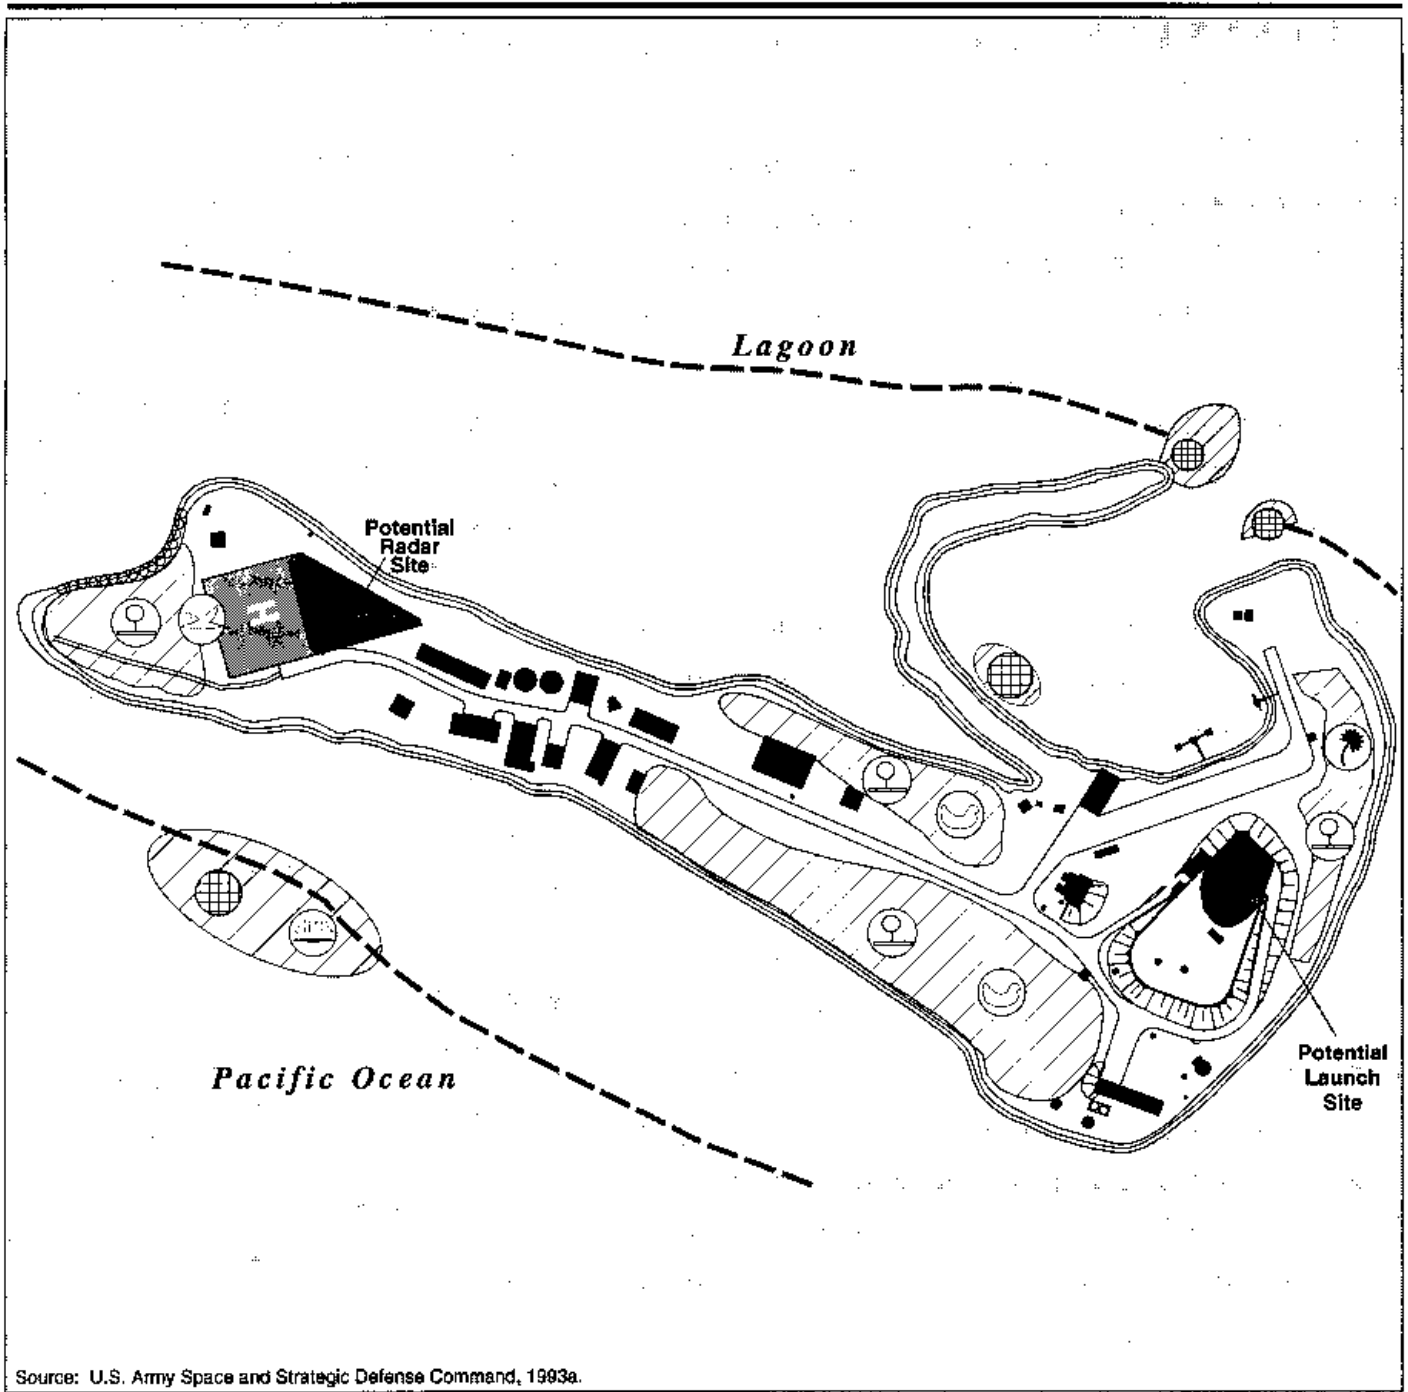 Lagoon
Potential
Radar
Site
H
Pacific Ocean
Potential
Launch
Site
Source: U.S. Army Space and Strategic Defense Command, 1993a.